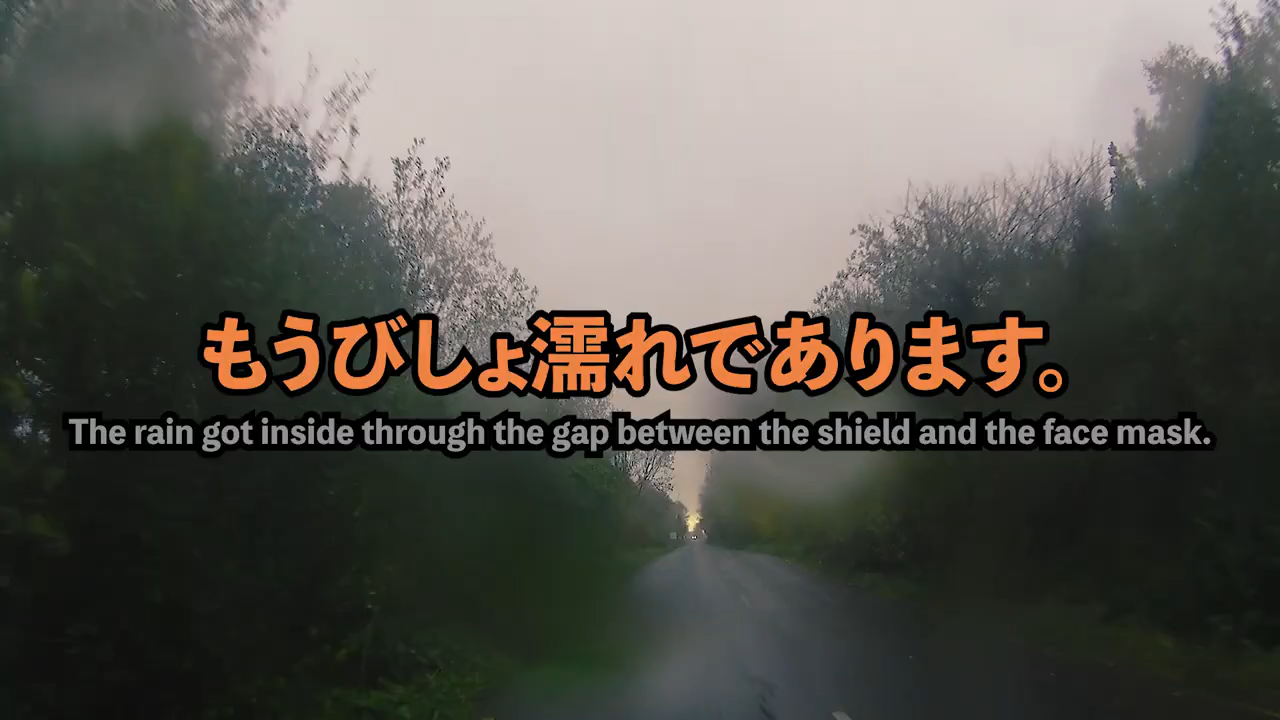 もうびしょ濡れであります。
The rain got inside through the gap between the shield and the face mask.